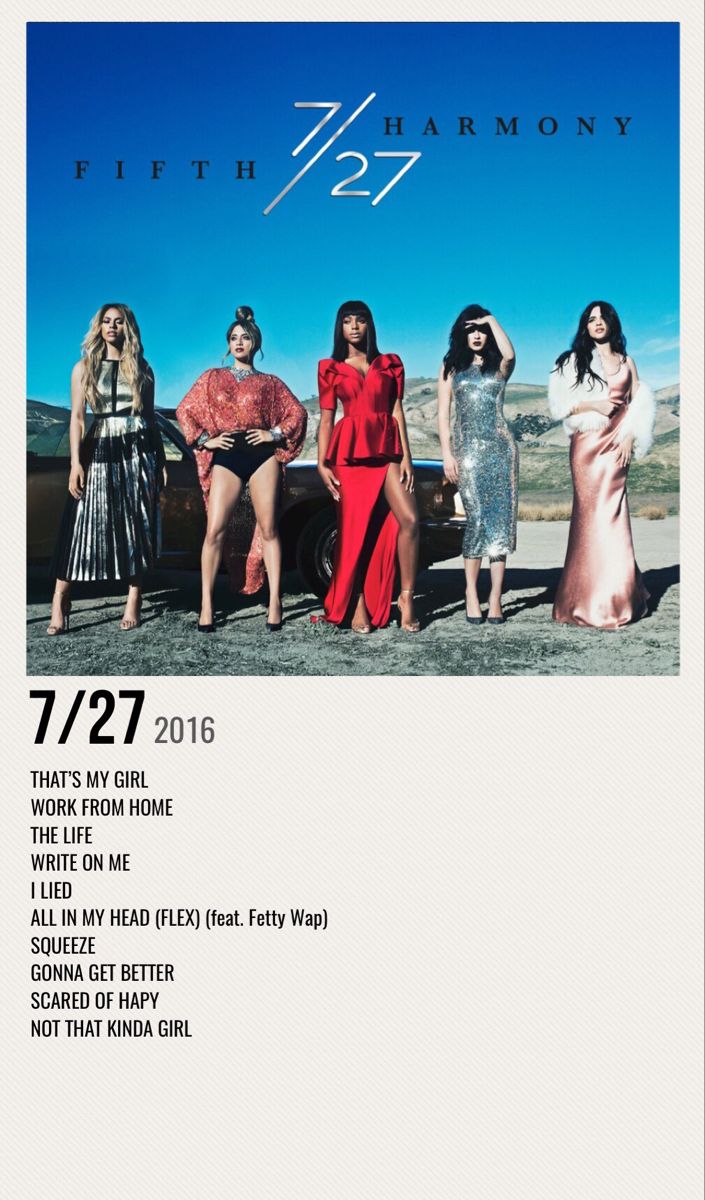 7/27
HARMONY
FIFTH
7/27 2016
THAT'S MY GIRL
WORK FROM HOME
THE LIFE
WRITE ON ME
I LIED
ALL IN MY HEAD (FLEX) (feat. Fetty Wap)
SQUEEZE
GONNA GET BETTER
SCARED OF HAPY
NOT THAT KINDA GIRL